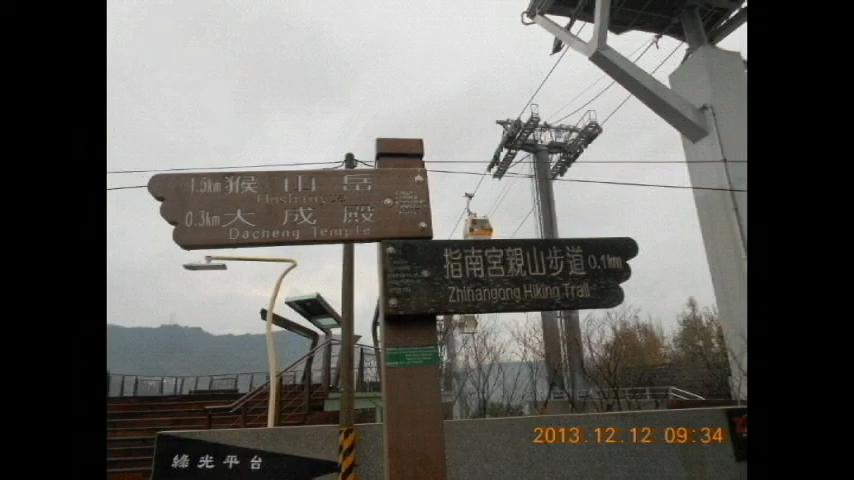 1.5km 猴山岳
Houshanyue
0.3km 大成殿
Dacheng Temple
指南宮親山步道 0.1km
Zhinangong Hiking Trail
綠光平台
2013.12.12 09:34